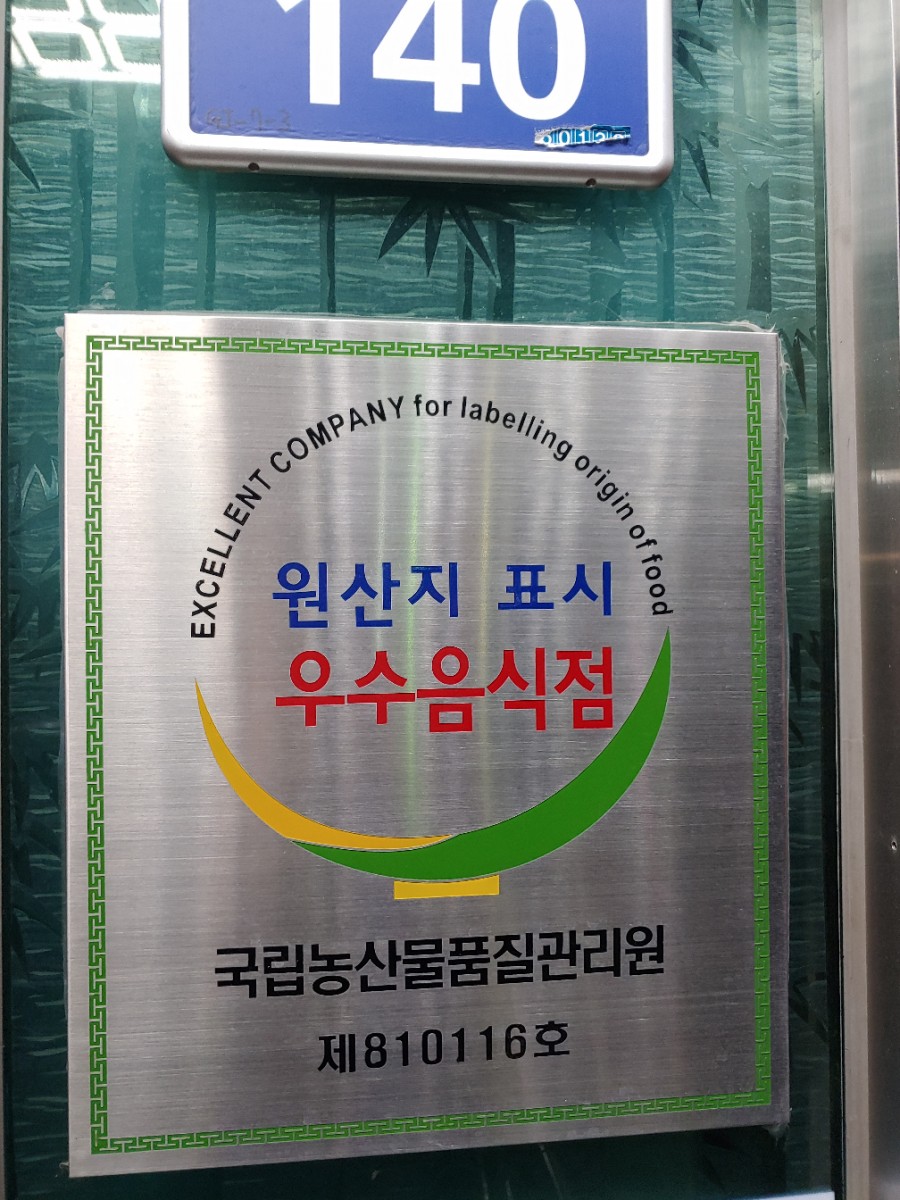 140
EXCELLENT COMPANY for labelling origin of food
원산지 표시
우수음식점
국립농산물품질관리원
제810116호